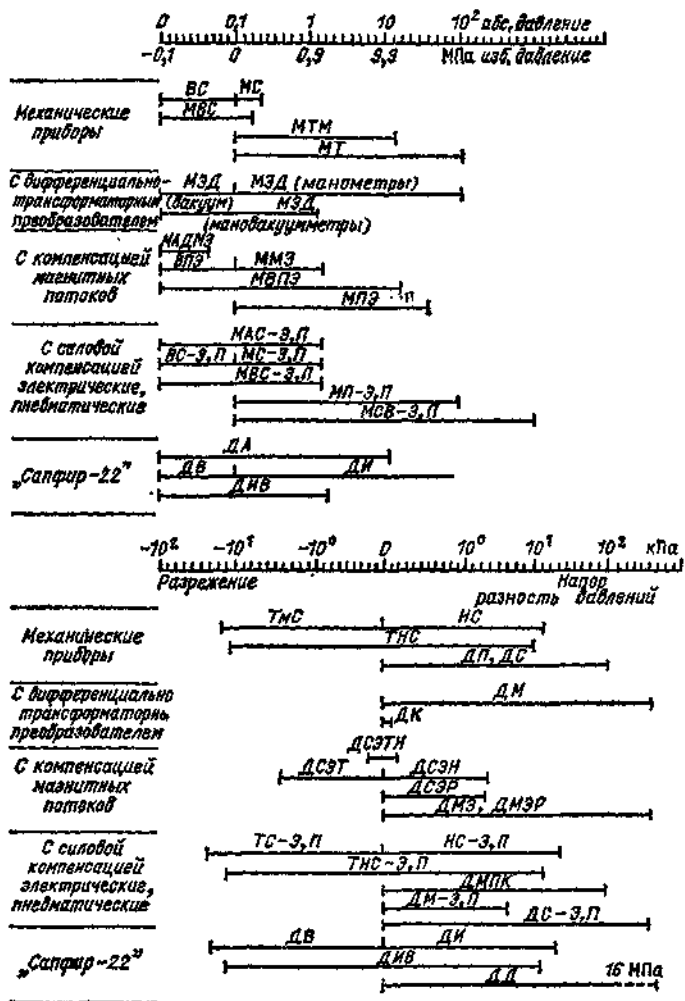 0 0,1 1 10 10² абс. давление
-0,1 0 0,9 9,9 МПа изб. давление
ВС МС
МВС
Механические
приборы
МТМ
МТ
С дифференциально-
трансформаторным
преобразователем
МЭД МЭД (манометры)
(вакуум) МЭД
(мановакуумметры)
МАДМЭ
С компенсацией
магнитных
потоков
ВПЭ ММЭ
МВПЭ
МПЭ П
С силовой
компенсацией
электрические,
пневматические
МАС-Э,П
ВС-Э,П МС-Э,П
МВС-Э,П
МП-Э,П
МСВ-Э,П
„Сапфир-22"
ДА
ДВ ДИ
ДИВ
-10² -10¹ -10⁰ 0 10⁰ 10¹ 10² кПа
Разрежение Напор
разность давлений
Механические
приборы
ТмС НС
ТНС
ДП, ДС
С дифференциально
трансформаторны
преобразователем
ДМ
ДК
С компенсацией
магнитных
потоков
ДСЭТН
ДСЭТ ДСЭН
ДСЭР
ДМЭ, ДМЭР
С силовой
компенсацией
электрические,
пневматические
ТС-Э,П НС-Э,П
ТНС-Э,П
ДМПК
ДМ-Э,П
ДС-Э,П
„Сапфир-22"
ДВ ДИ
ДИВ 16 МПа
ДД